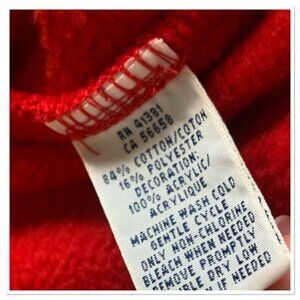 RN 41381
CA 56659
84% COTTON/COTON
16% POLYESTER
DECORATION:
100% ACRYLIC/
ACRYLIQUE
MACHINE WASH COLD
GENTLE CYCLE
ONLY NON-CHLORINE
BLEACH WHEN NEEDED
REMOVE PROMPTLY
DRY LOW
IF NEEDED